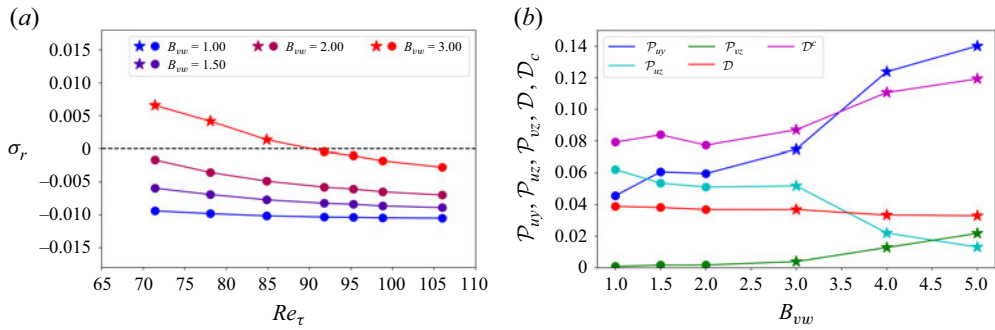 (a)
0.015
0.010
0.005
0
−0.005
−0.010
−0.015
σr
B_vw = 1.00
B_vw = 1.50
B_vw = 2.00
B_vw = 3.00
65 70 75 80 85 90 95 100 105 110
Re_τ
(b)
0.14
0.12
0.10
0.08
0.06
0.04
0.02
0
𝒫_uy, 𝒫_uz, 𝒫_vz, 𝒟, 𝒟_c
𝒫_uy
𝒫_uz
𝒫_vz
𝒟
𝒟^c
1.0 1.5 2.0 2.5 3.0 3.5 4.0 4.5 5.0
B_vw